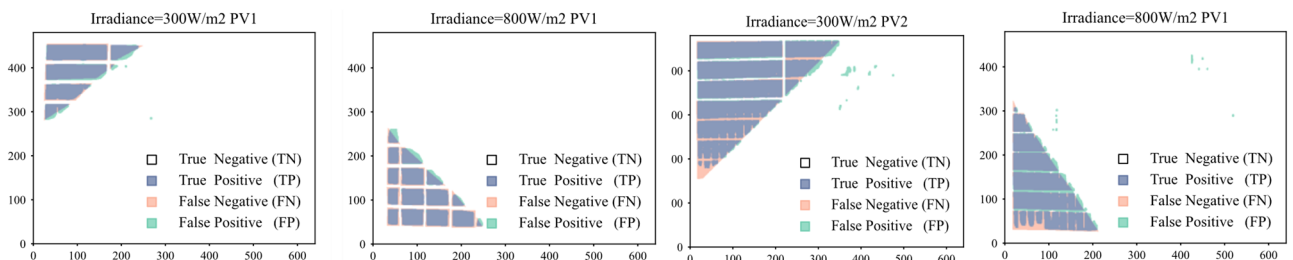 Irradiance=300W/m2 PV1
400
300
200
100
0
0 100 200 300 400 500 600
True Negative (TN)
True Positive (TP)
False Negative (FN)
False Positive (FP)
Irradiance=800W/m2 PV1
400
300
200
100
0
0 100 200 300 400 500 600
True Negative (TN)
True Positive (TP)
False Negative (FN)
False Positive (FP)
Irradiance=300W/m2 PV2
00
00
00
00
0
0 100 200 300 400 500 600
True Negative (TN)
True Positive (TP)
False Negative (FN)
False Positive (FP)
Irradiance=800W/m2 PV1
400
300
200
100
0
0 100 200 300 400 500 600
True Negative (TN)
True Positive (TP)
False Negative (FN)
False Positive (FP)